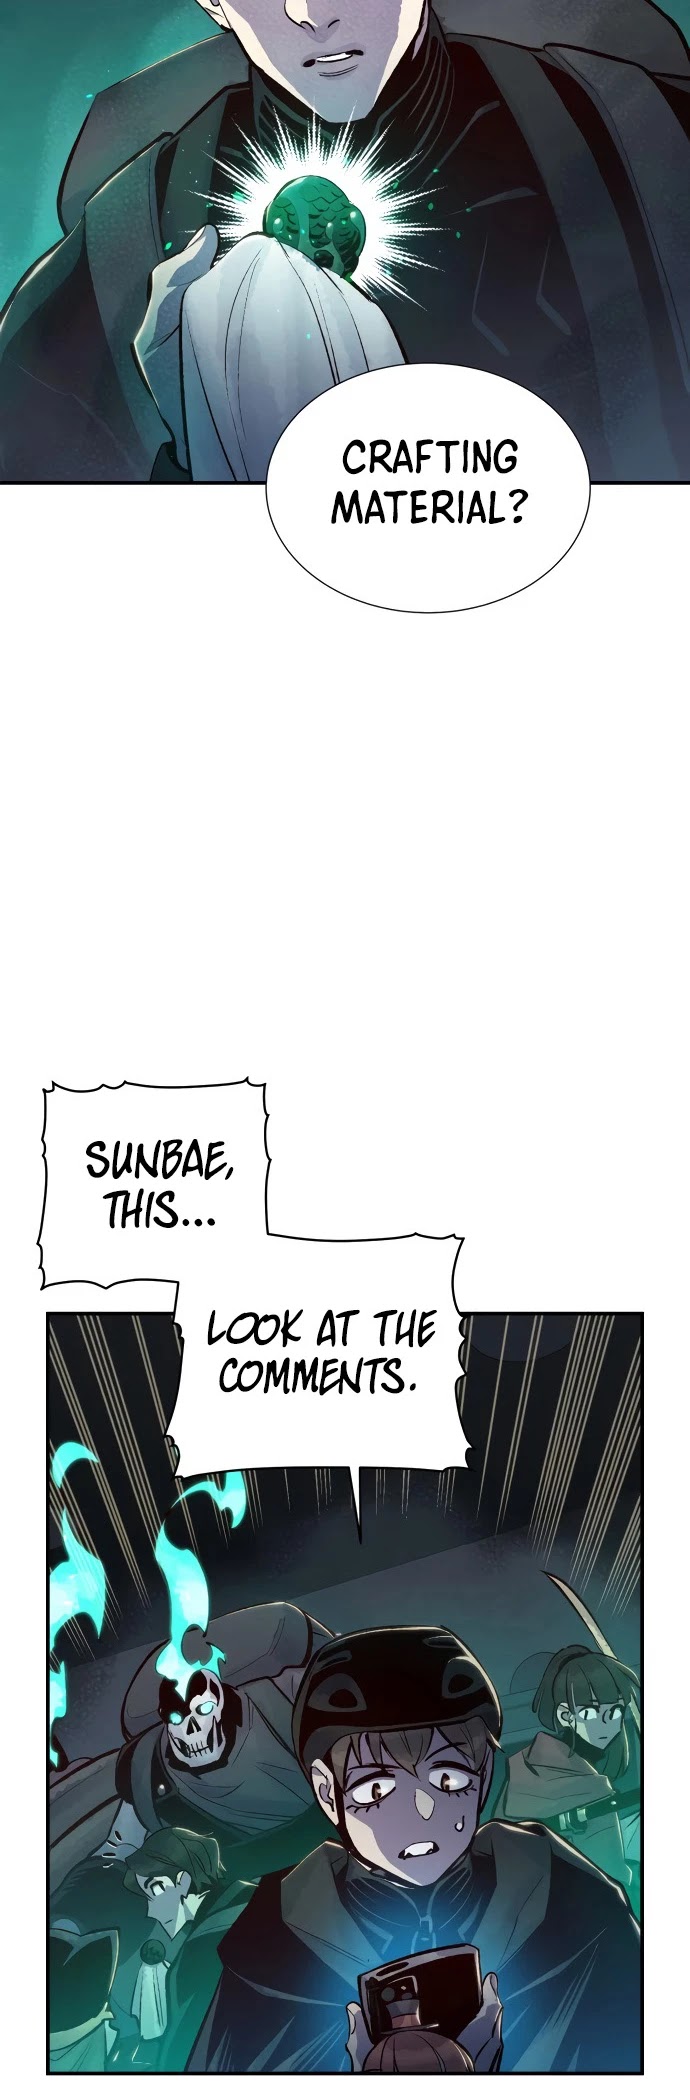 CRAFTING
MATERIAL?
SUNBAE,
THIS...
LOOK AT THE
COMMENTS.